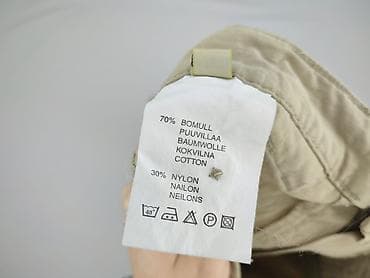 70% BOMULL
PUUVILLAA
BAUMWOLLE
KOKVILNA
COTTON
30% NYLON
NAILON
NEILONS
40° P